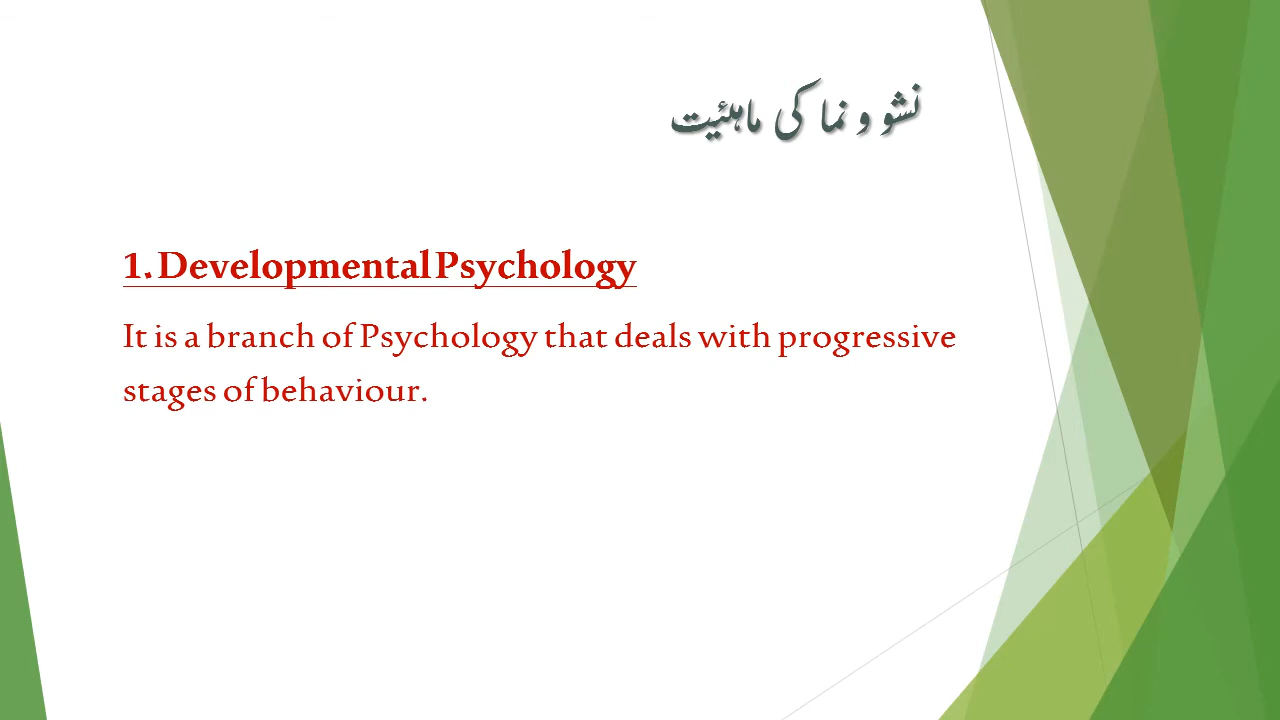 نشو و نما کی ماہئیت
1. Developmental Psychology
It is a branch of Psychology that deals with progressive
stages of behaviour.